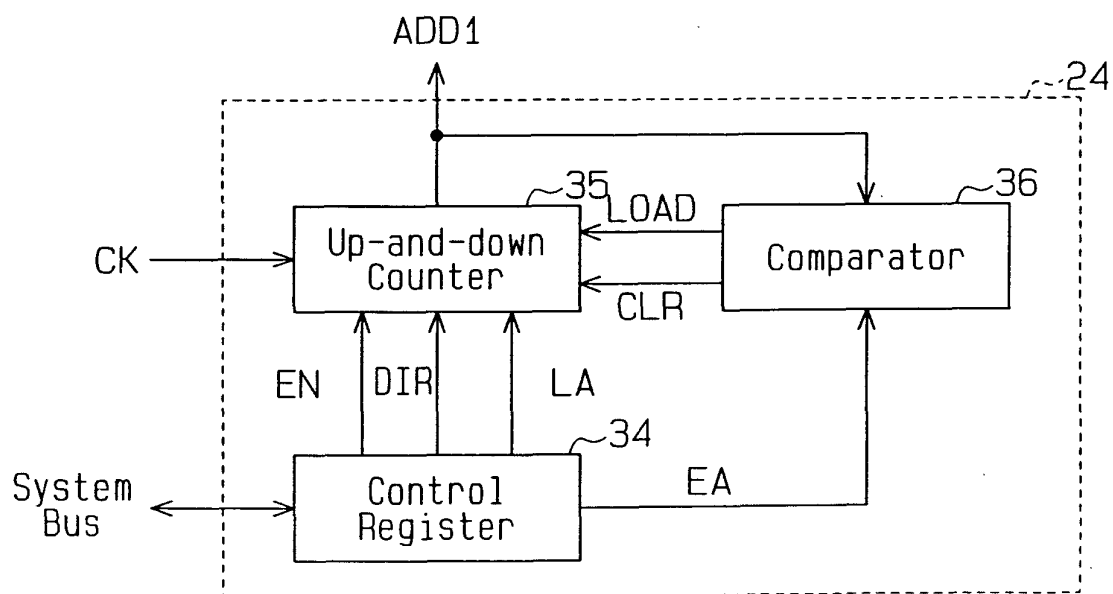 ADD1
24
35
LOAD
36
CK
Up-and-down
Counter
Comparator
CLR
EN
DIR
LA
34
System
Bus
Control
Register
EA